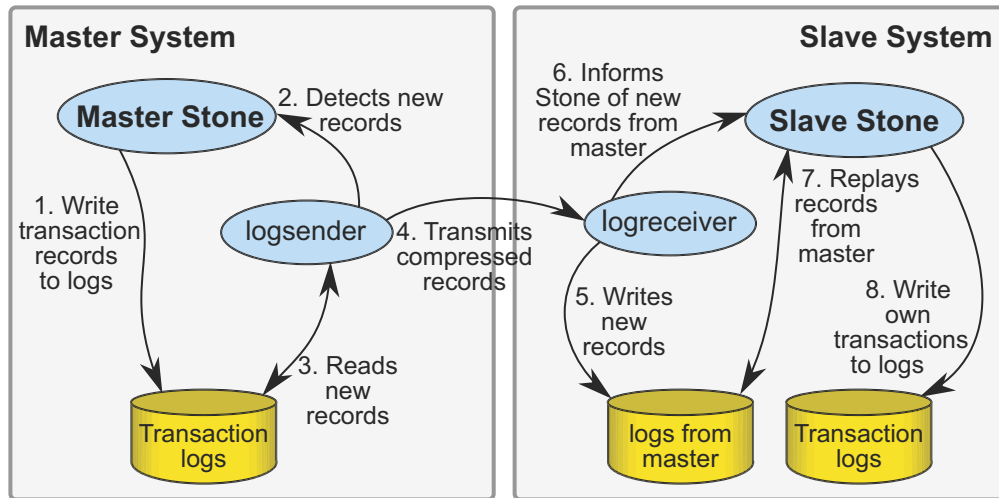 Master System
Master Stone
2. Detects new
records
1. Write
transaction
records
to logs
logsender
4. Transmits
compressed
records
3. Reads
new
records
Transaction
logs
Slave System
6. Informs
Stone of new
records from
master
Slave Stone
logreceiver
7. Replays
records
from
master
5. Writes
new
records
8. Write
own
transactions
to logs
logs from
master
Transaction
logs